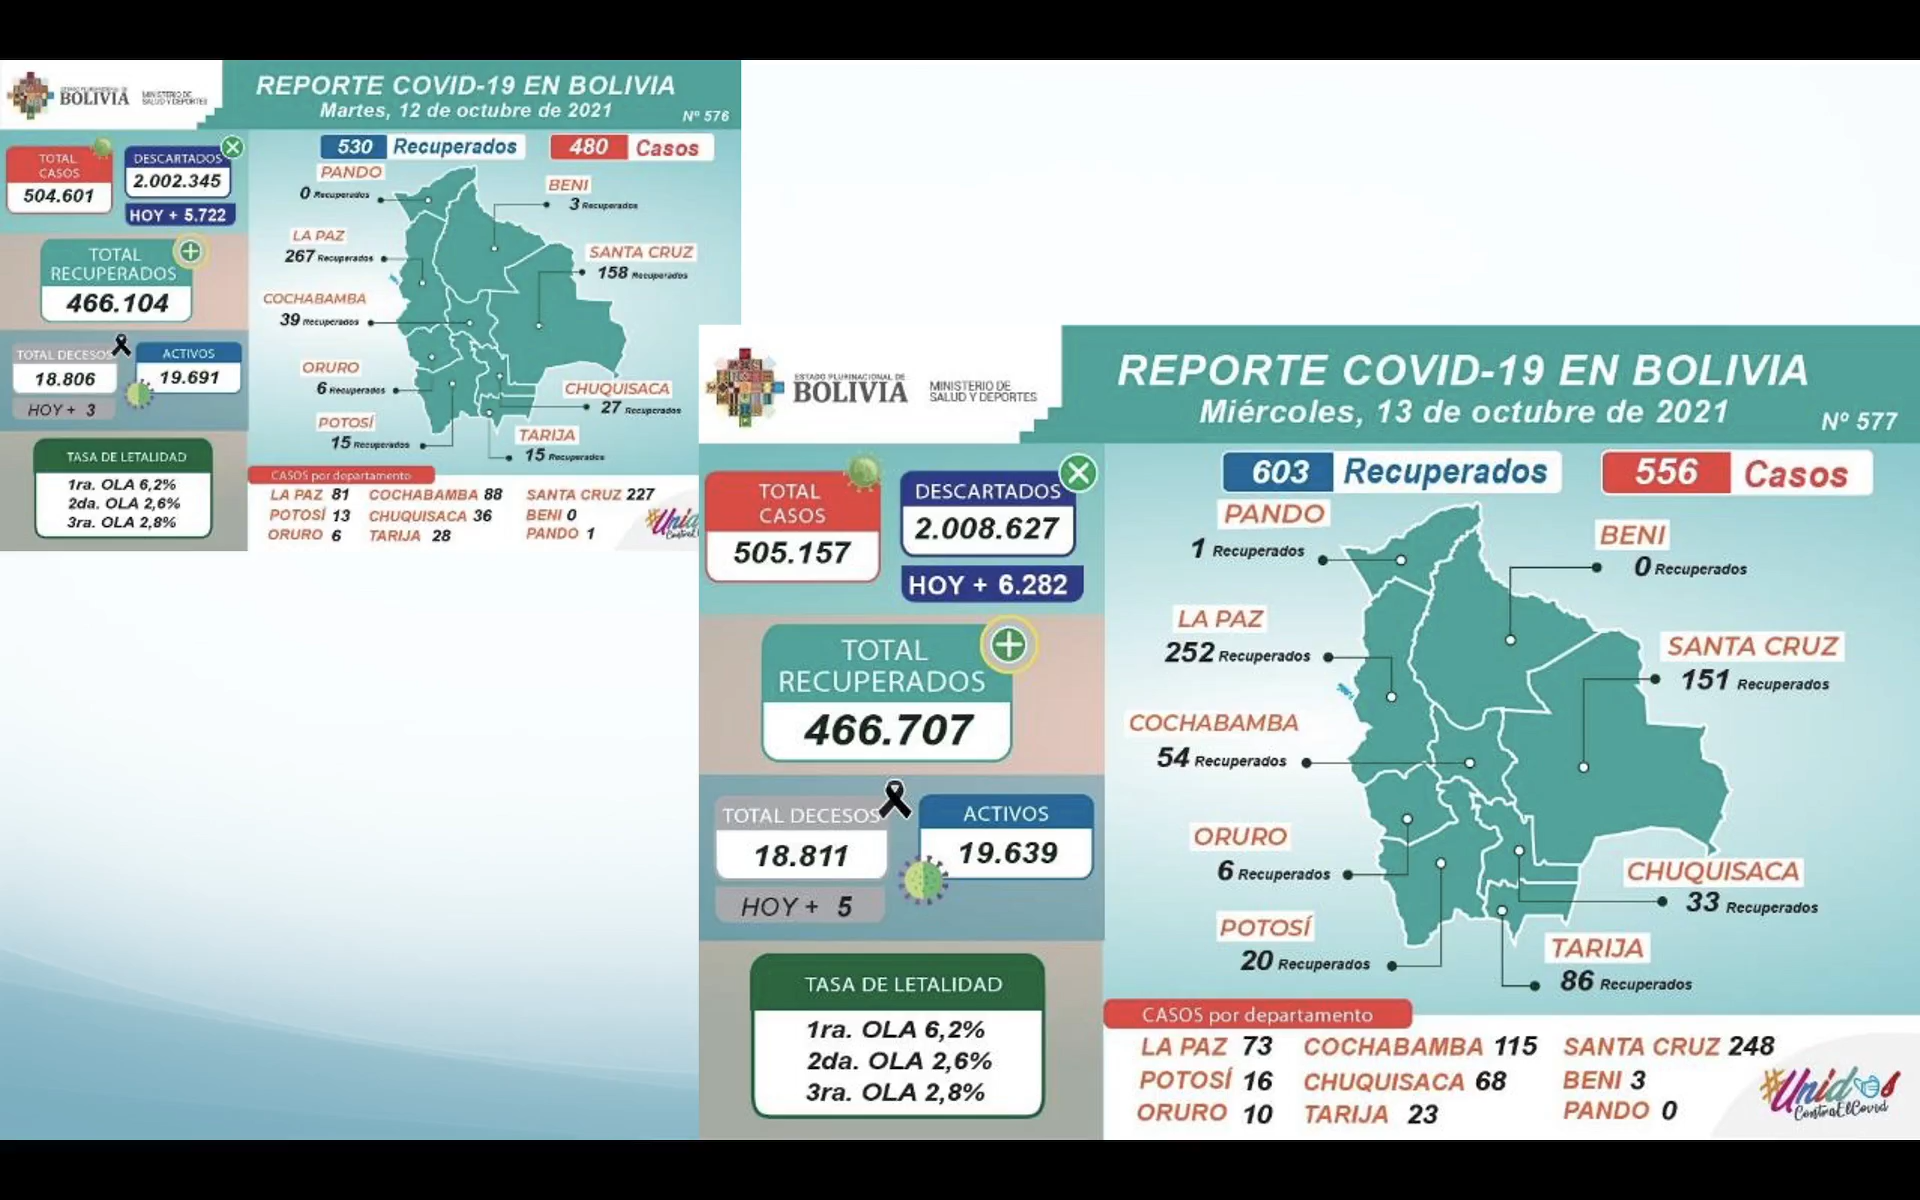 ESTADO PLURINACIONAL DE
BOLIVIA
MINISTERIO DE
SALUD Y DEPORTES
REPORTE COVID-19 EN BOLIVIA
Martes, 12 de octubre de 2021
Nº 576
TOTAL
CASOS
504.601
DESCARTADOS
2.002.345
HOY + 5.722
TOTAL
RECUPERADOS
466.104
TOTAL DECESOS
18.806
HOY + 3
ACTIVOS
19.691
TASA DE LETALIDAD
1ra. OLA 6,2%
2da. OLA 2,6%
3ra. OLA 2,8%
530 Recuperados
480 Casos
PANDO
0 Recuperados
BENI
3 Recuperados
LA PAZ
267 Recuperados
SANTA CRUZ
158 Recuperados
COCHABAMBA
39 Recuperados
ORURO
6 Recuperados
CHUQUISACA
27 Recuperados
POTOSÍ
15 Recuperados
TARIJA
15 Recuperados
CASOS por departamento
LA PAZ 81 COCHABAMBA 88 SANTA CRUZ 227
POTOSÍ 13 CHUQUISACA 36 BENI 0
ORURO 6 TARIJA 28 PANDO 1
#Unid
ESTADO PLURINACIONAL DE
BOLIVIA
MINISTERIO DE
SALUD Y DEPORTES
REPORTE COVID-19 EN BOLIVIA
Miércoles, 13 de octubre de 2021
Nº 577
TOTAL
CASOS
505.157
DESCARTADOS
2.008.627
HOY + 6.282
TOTAL
RECUPERADOS
466.707
TOTAL DECESOS
18.811
HOY + 5
ACTIVOS
19.639
TASA DE LETALIDAD
1ra. OLA 6,2%
2da. OLA 2,6%
3ra. OLA 2,8%
603 Recuperados
556 Casos
PANDO
1 Recuperados
BENI
0 Recuperados
LA PAZ
252 Recuperados
SANTA CRUZ
151 Recuperados
COCHABAMBA
54 Recuperados
ORURO
6 Recuperados
CHUQUISACA
33 Recuperados
POTOSÍ
20 Recuperados
TARIJA
86 Recuperados
CASOS por departamento
LA PAZ 73 COCHABAMBA 115 SANTA CRUZ 248
POTOSÍ 16 CHUQUISACA 68 BENI 3
ORURO 10 TARIJA 23 PANDO 0
#Unidos
ContraElCovid